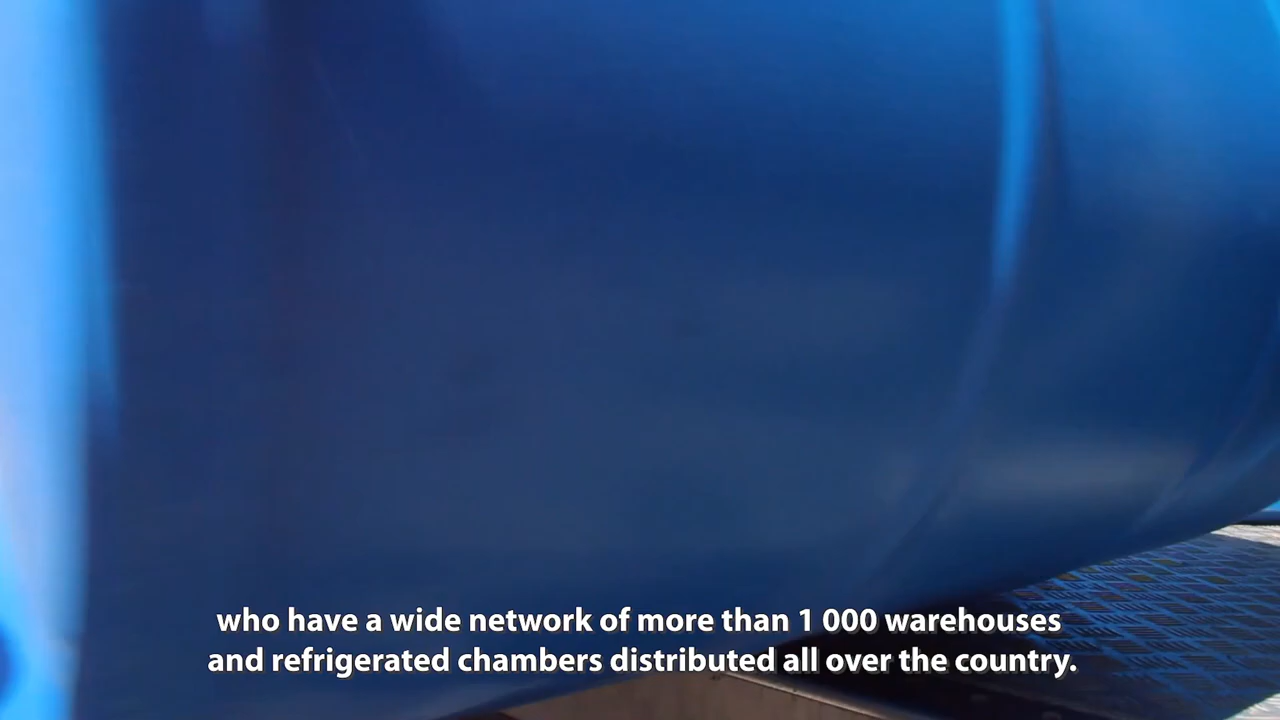 who have a wide network of more than 1 000 warehouses
and refrigerated chambers distributed all over the country.